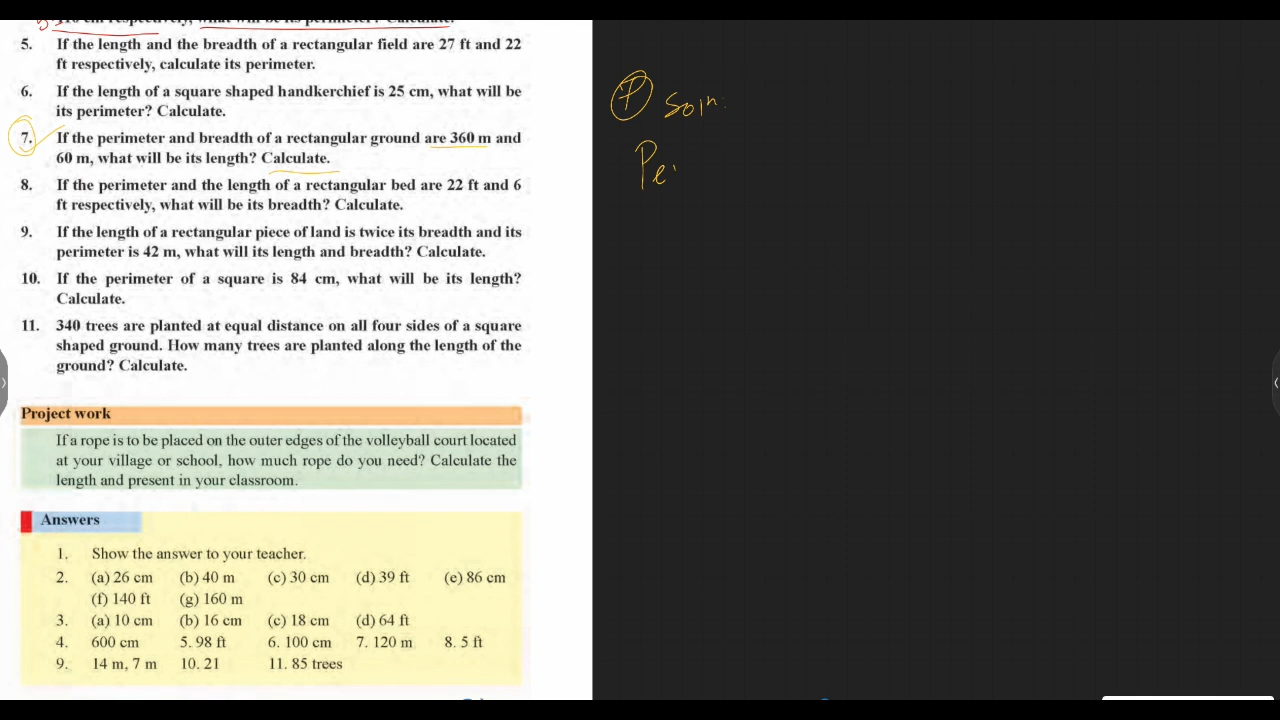 110 cm respectively, what will be its perimeter? Calculate.
5. If the length and the breadth of a rectangular field are 27 ft and 22
ft respectively, calculate its perimeter.
6. If the length of a square shaped handkerchief is 25 cm, what will be
its perimeter? Calculate.
7. If the perimeter and breadth of a rectangular ground are 360 m and
60 m, what will be its length? Calculate.
8. If the perimeter and the length of a rectangular bed are 22 ft and 6
ft respectively, what will be its breadth? Calculate.
9. If the length of a rectangular piece of land is twice its breadth and its
perimeter is 42 m, what will its length and breadth? Calculate.
10. If the perimeter of a square is 84 cm, what will be its length?
Calculate.
11. 340 trees are planted at equal distance on all four sides of a square
shaped ground. How many trees are planted along the length of the
ground? Calculate.
Project work
If a rope is to be placed on the outer edges of the volleyball court located
at your village or school, how much rope do you need? Calculate the
length and present in your classroom.
Answers
1. Show the answer to your teacher.
2. (a) 26 cm (b) 40 m (c) 30 cm (d) 39 ft (e) 86 cm
(f) 140 ft (g) 160 m
3. (a) 10 cm (b) 16 cm (c) 18 cm (d) 64 ft
4. 600 cm 5. 98 ft 6. 100 cm 7. 120 m 8. 5 ft
9. 14 m, 7 m 10. 21 11. 85 trees
7 Soln:
Pe